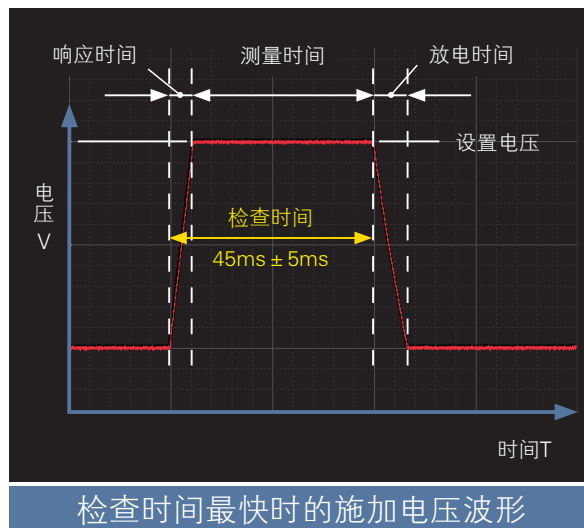 响应时间
测量时间
放电时间
设置电压
电压 V
检查时间
45ms ± 5ms
时间T
检查时间最快时的施加电压波形